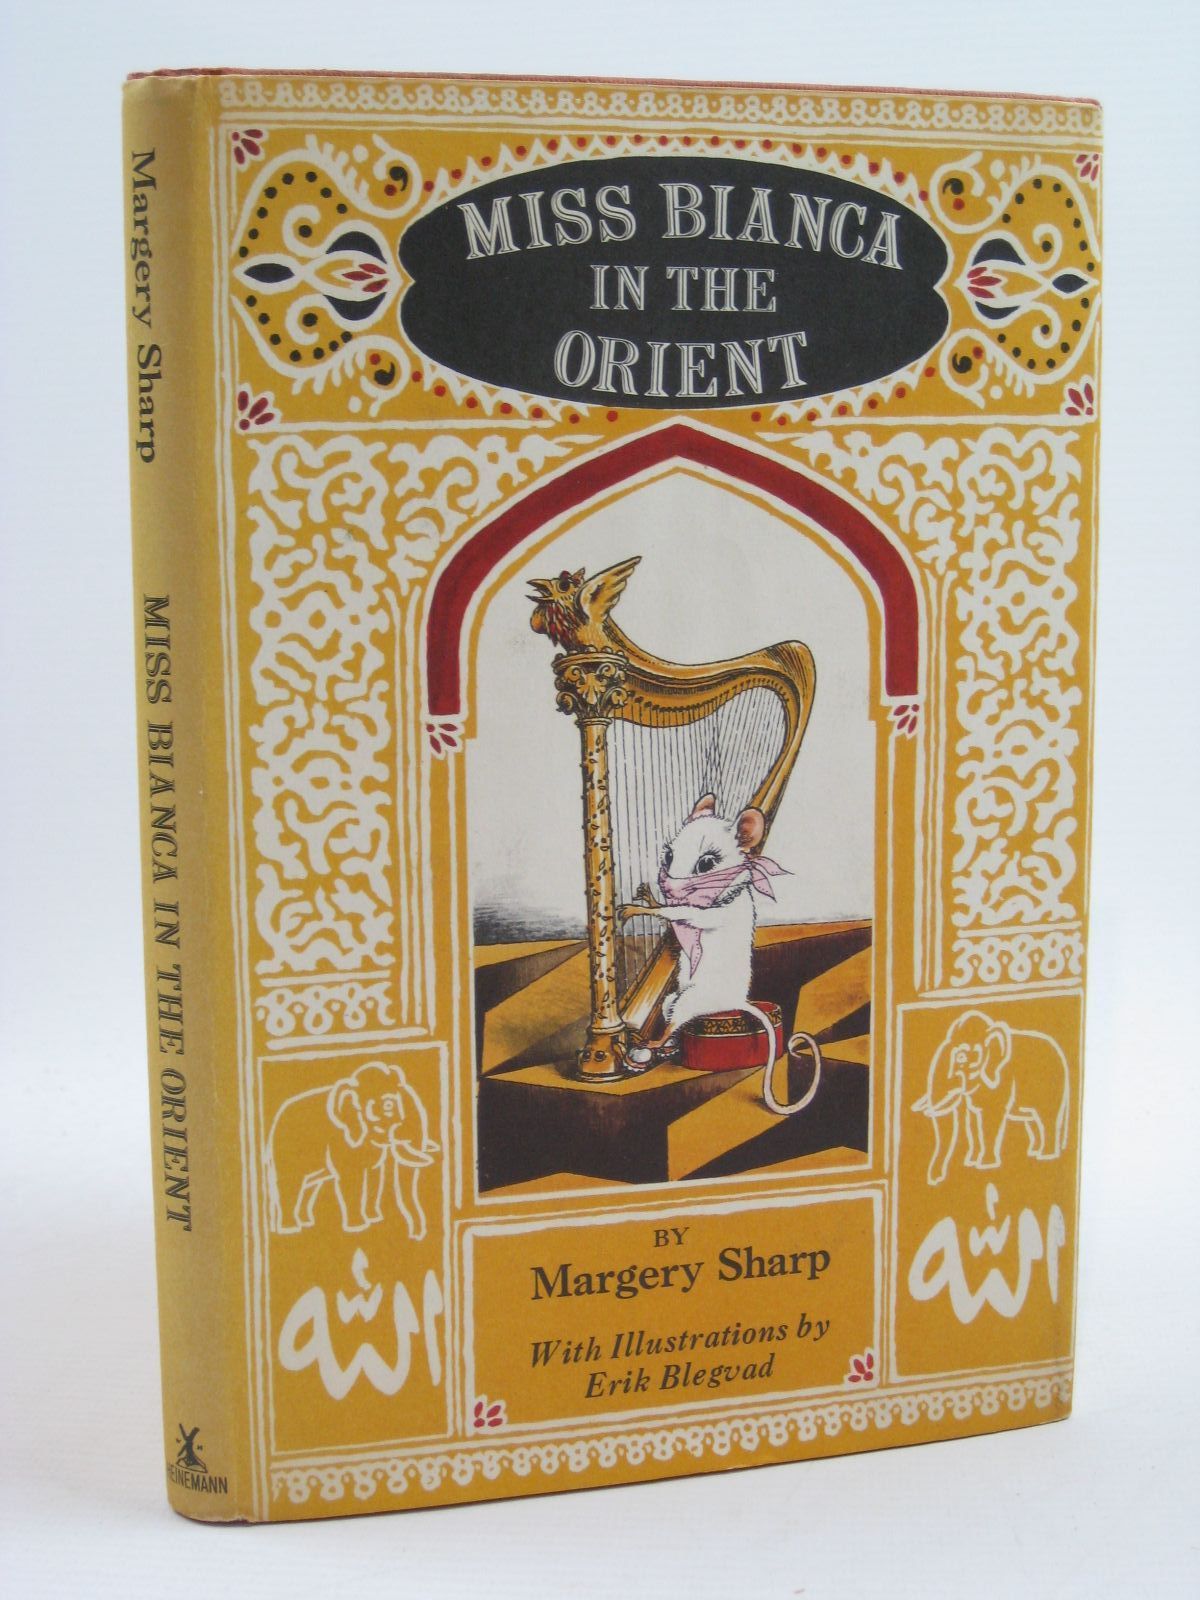 Margery Sharp MISS BIANCA IN THE ORIENT
HEINEMANN
MISS BIANCA
IN THE
ORIENT
BY
Margery Sharp
With Illustrations by
Erik Blegvad
الله
الله